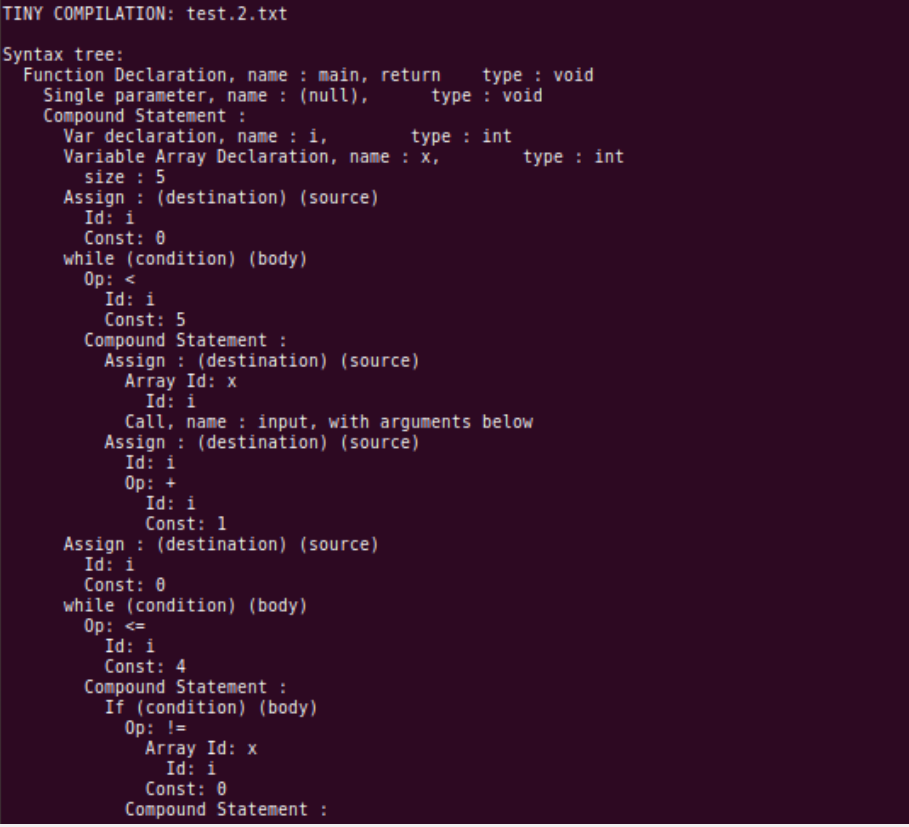 TINY COMPILATION: test.2.txt

Syntax tree:
  Function Declaration, name : main, return    type : void
    Single parameter, name : (null),      type : void
    Compound Statement :
      Var declaration, name : i,        type : int
      Variable Array Declaration, name : x,        type : int
        size : 5
      Assign : (destination) (source)
        Id: i
        Const: 0
      while (condition) (body)
        Op: <
          Id: i
          Const: 5
        Compound Statement :
          Assign : (destination) (source)
            Array Id: x
              Id: i
            Call, name : input, with arguments below
          Assign : (destination) (source)
            Id: i
            Op: +
              Id: i
              Const: 1
      Assign : (destination) (source)
        Id: i
        Const: 0
      while (condition) (body)
        Op: <=
          Id: i
          Const: 4
        Compound Statement :
          If (condition) (body)
            Op: !=
              Array Id: x
                Id: i
              Const: 0
            Compound Statement :